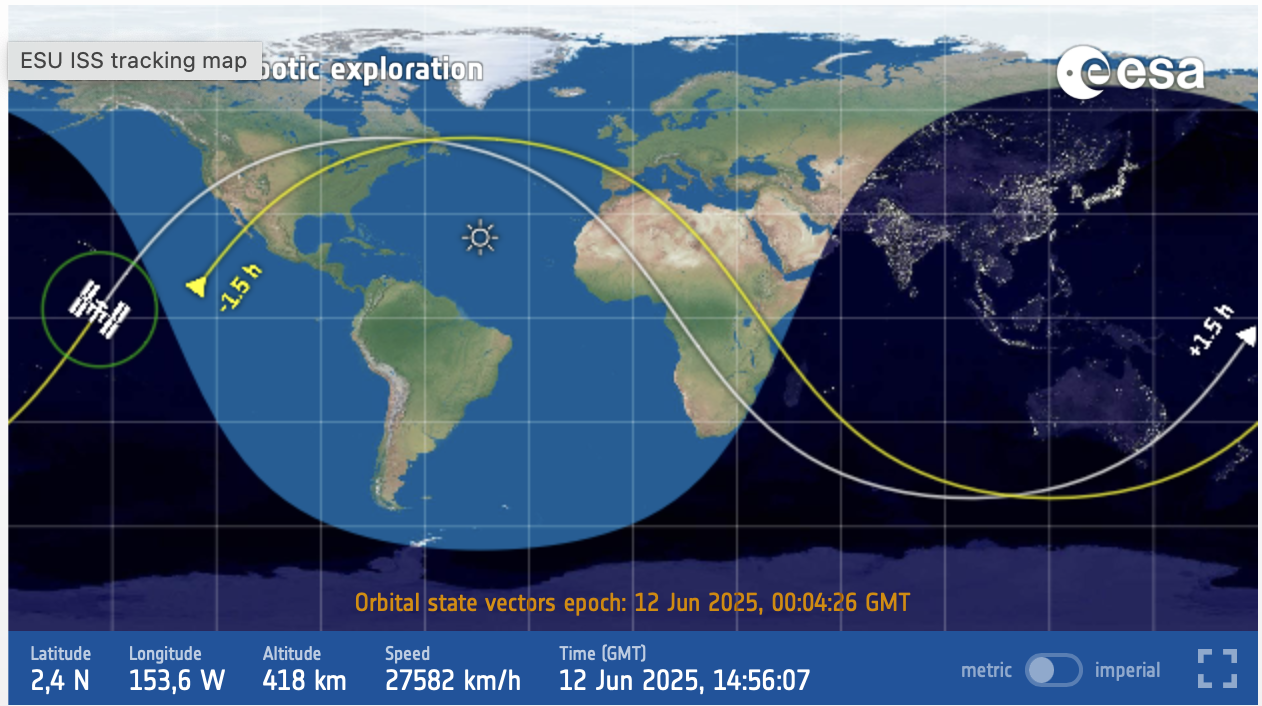 ESU ISS tracking map
botic exploration
esa
-1.5 h
+1.5 h
Orbital state vectors epoch: 12 Jun 2025, 00:04:26 GMT
Latitude Longitude Altitude Speed Time (GMT)
2,4 N 153,6 W 418 km 27582 km/h 12 Jun 2025, 14:56:07
metric imperial